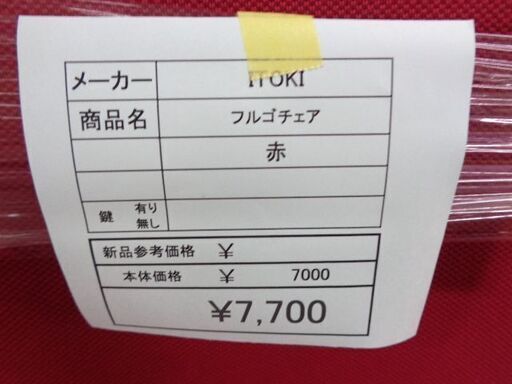 メーカー ITOKI
商品名 フルゴチェア
赤
鍵 有り
無し
新品参考価格 ¥
本体価格 ¥ 7000
¥7,700